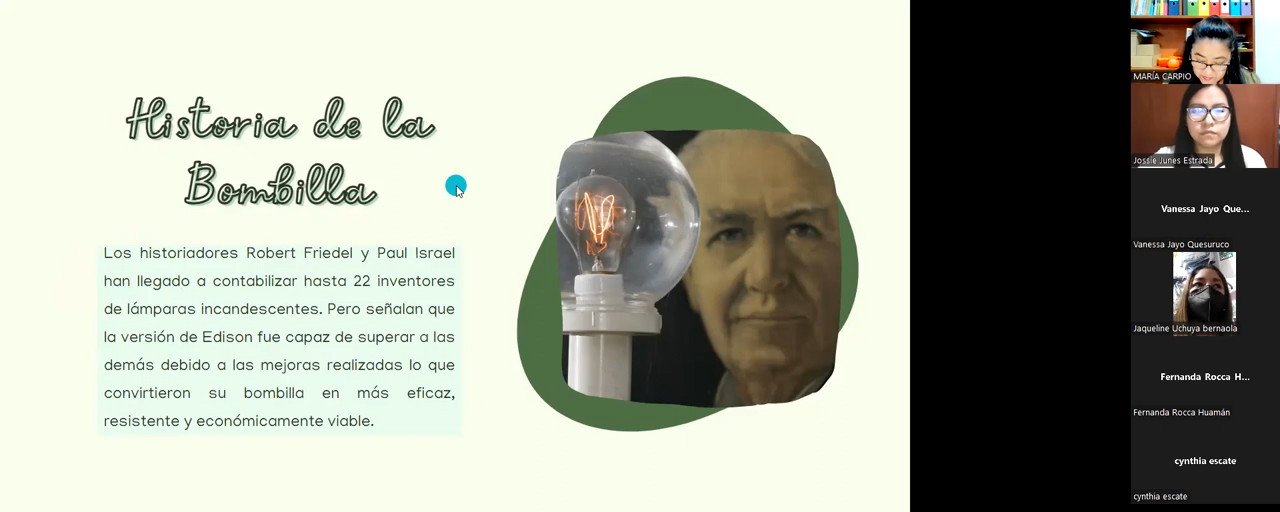 Historia de la
Bombilla
Los historiadores Robert Friedel y Paul Israel
han llegado a contabilizar hasta 22 inventores
de lámparas incandescentes. Pero señalan que
la versión de Edison fue capaz de superar a las
demás debido a las mejoras realizadas lo que
convirtieron su bombilla en más eficaz,
resistente y económicamente viable.
MARÍA CARPIO
Jossie Junes Estrada
Vanessa Jayo Que...
Vanessa Jayo Quesuruco
Jaqueline Uchuya bernaola
Fernanda Rocca H...
Fernanda Rocca Huamán
cynthia escate
cynthia escate